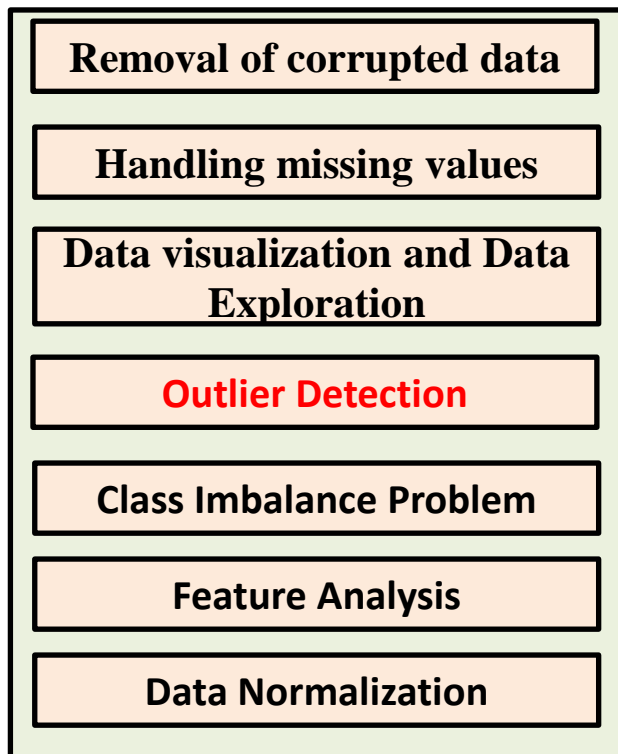 Removal of corrupted data
Handling missing values
Data visualization and Data
Exploration
Outlier Detection
Class Imbalance Problem
Feature Analysis
Data Normalization